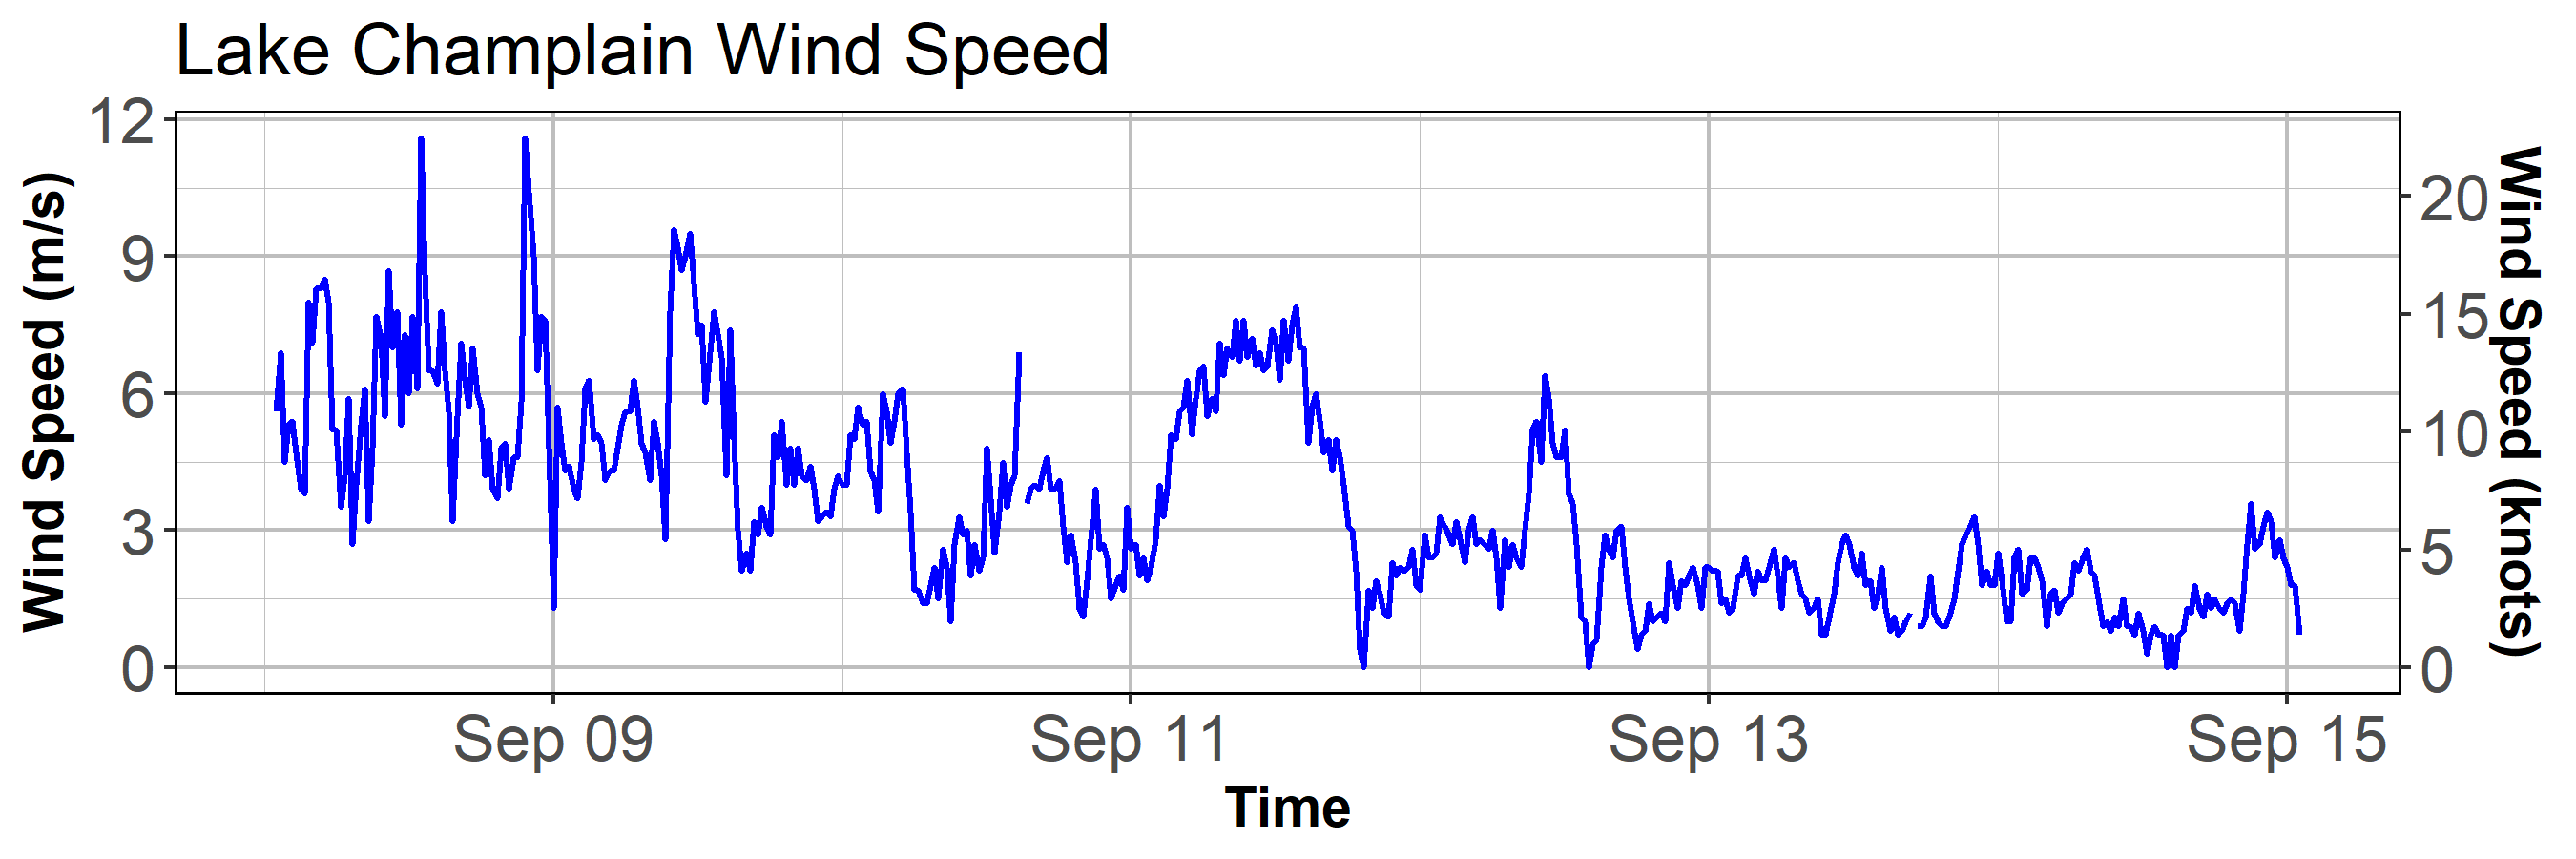 Lake Champlain Wind Speed
Wind Speed (m/s)
12
9
6
3
0
20
15
10
5
0
Wind Speed (knots)
Sep 09
Sep 11
Sep 13
Sep 15
Time